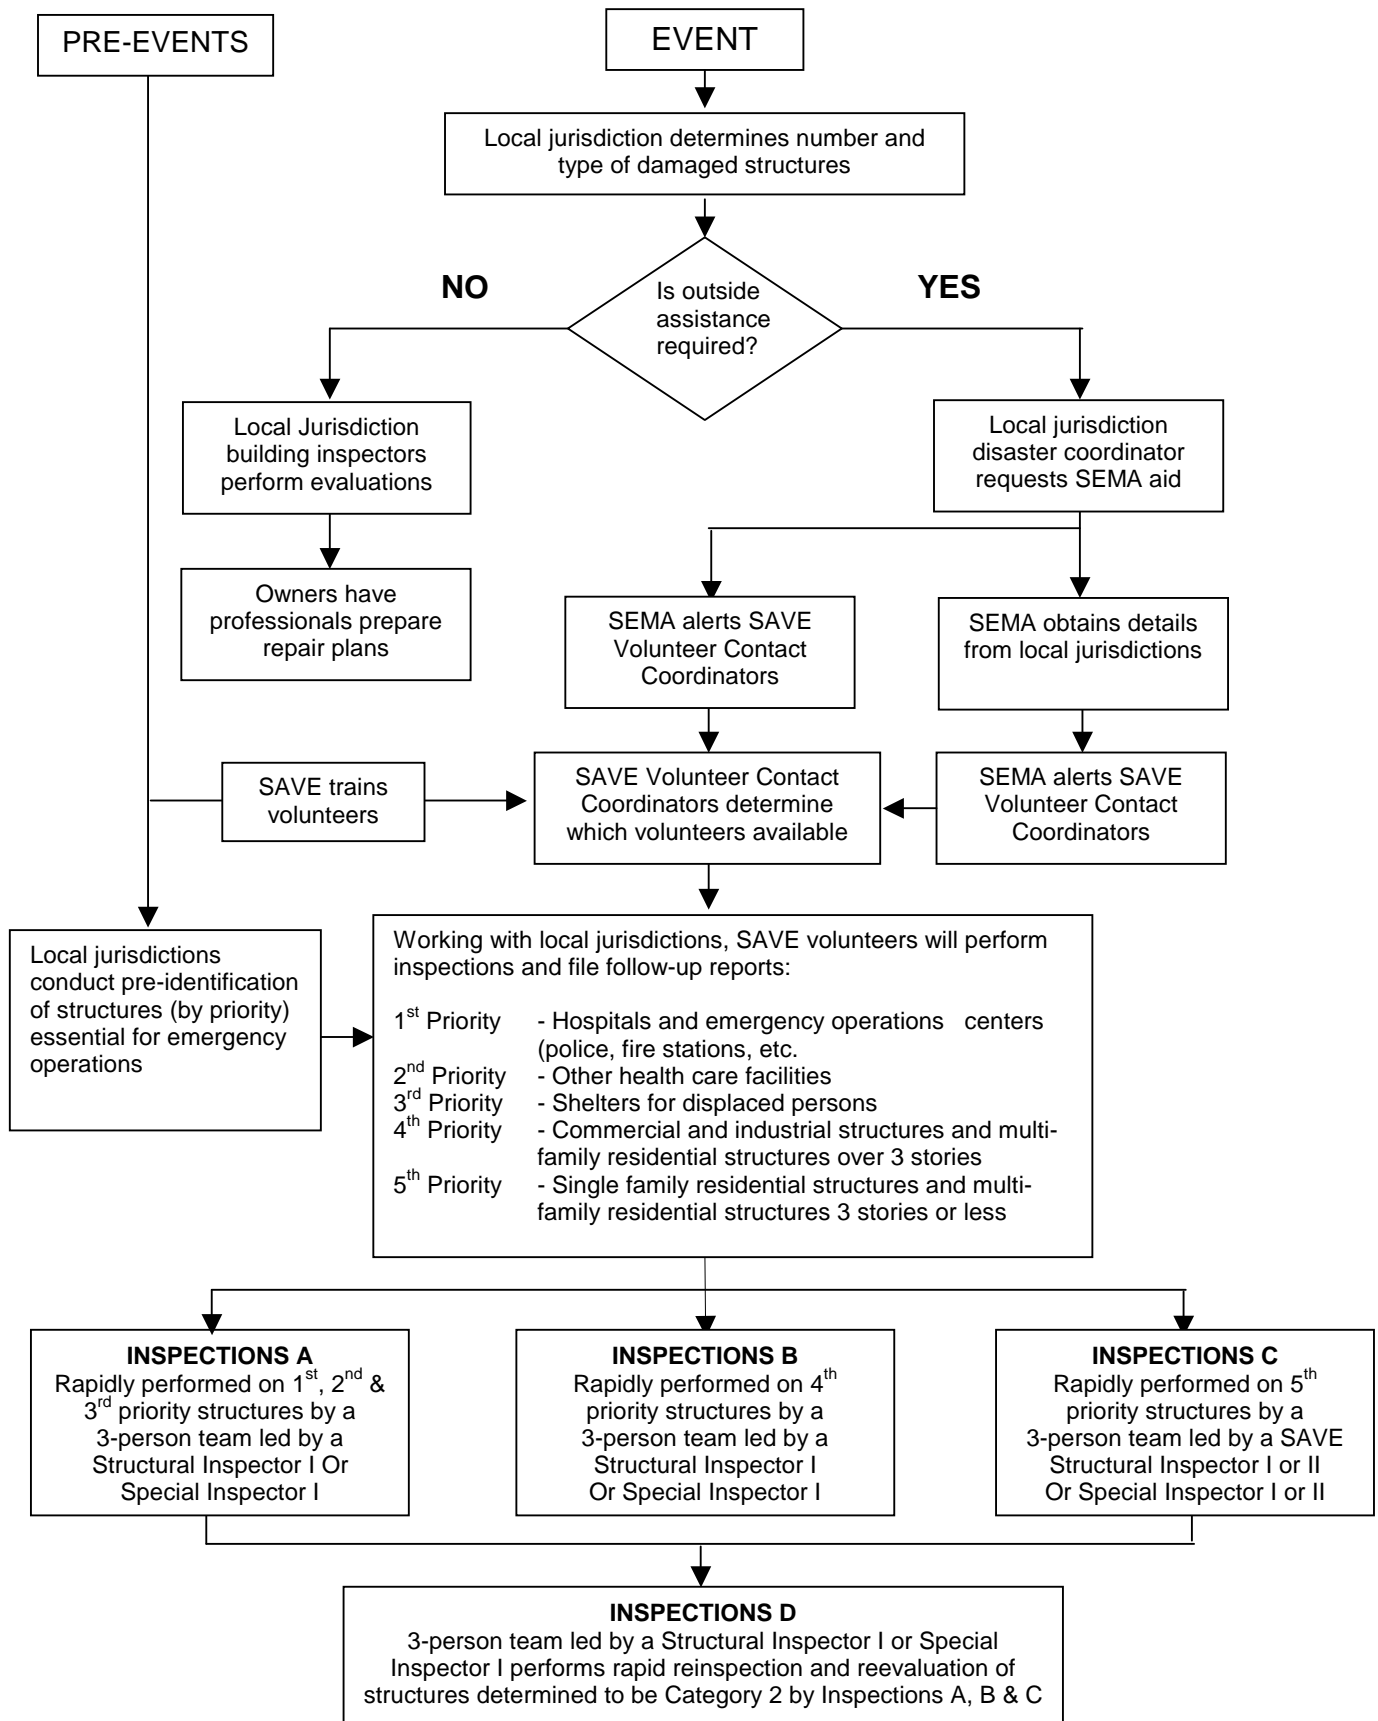 PRE-EVENTS
EVENT
Local jurisdiction determines number and
type of damaged structures
NO
YES
Is outside
assistance
required?
Local Jurisdiction
building inspectors
perform evaluations
Local jurisdiction
disaster coordinator
requests SEMA aid
Owners have
professionals prepare
repair plans
SEMA alerts SAVE
Volunteer Contact
Coordinators
SEMA obtains details
from local jurisdictions
SAVE trains
volunteers
SAVE Volunteer Contact
Coordinators determine
which volunteers available
SEMA alerts SAVE
Volunteer Contact
Coordinators
Local jurisdictions
conduct pre-identification
of structures (by priority)
essential for emergency
operations
Working with local jurisdictions, SAVE volunteers will perform
inspections and file follow-up reports:
1st Priority - Hospitals and emergency operations centers
(police, fire stations, etc.
2nd Priority - Other health care facilities
3rd Priority - Shelters for displaced persons
4th Priority - Commercial and industrial structures and multi-
family residential structures over 3 stories
5th Priority - Single family residential structures and multi-
family residential structures 3 stories or less
INSPECTIONS A
Rapidly performed on 1st, 2nd &
3rd priority structures by a
3-person team led by a
Structural Inspector I Or
Special Inspector I
INSPECTIONS B
Rapidly performed on 4th
priority structures by a
3-person team led by a
Structural Inspector I
Or Special Inspector I
INSPECTIONS C
Rapidly performed on 5th
priority structures by a
3-person team led by a SAVE
Structural Inspector I or II
Or Special Inspector I or II
INSPECTIONS D
3-person team led by a Structural Inspector I or Special
Inspector I performs rapid reinspection and reevaluation of
structures determined to be Category 2 by Inspections A, B & C